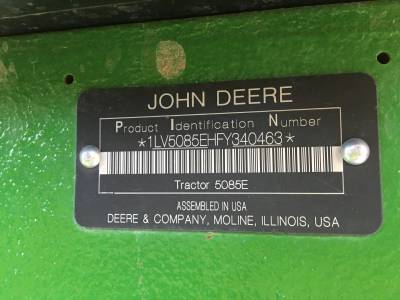 JOHN DEERE
Product Identification Number
*1LV5085EHFY340463*
Tractor 5085E
ASSEMBLED IN USA
DEERE & COMPANY, MOLINE, ILLINOIS, USA